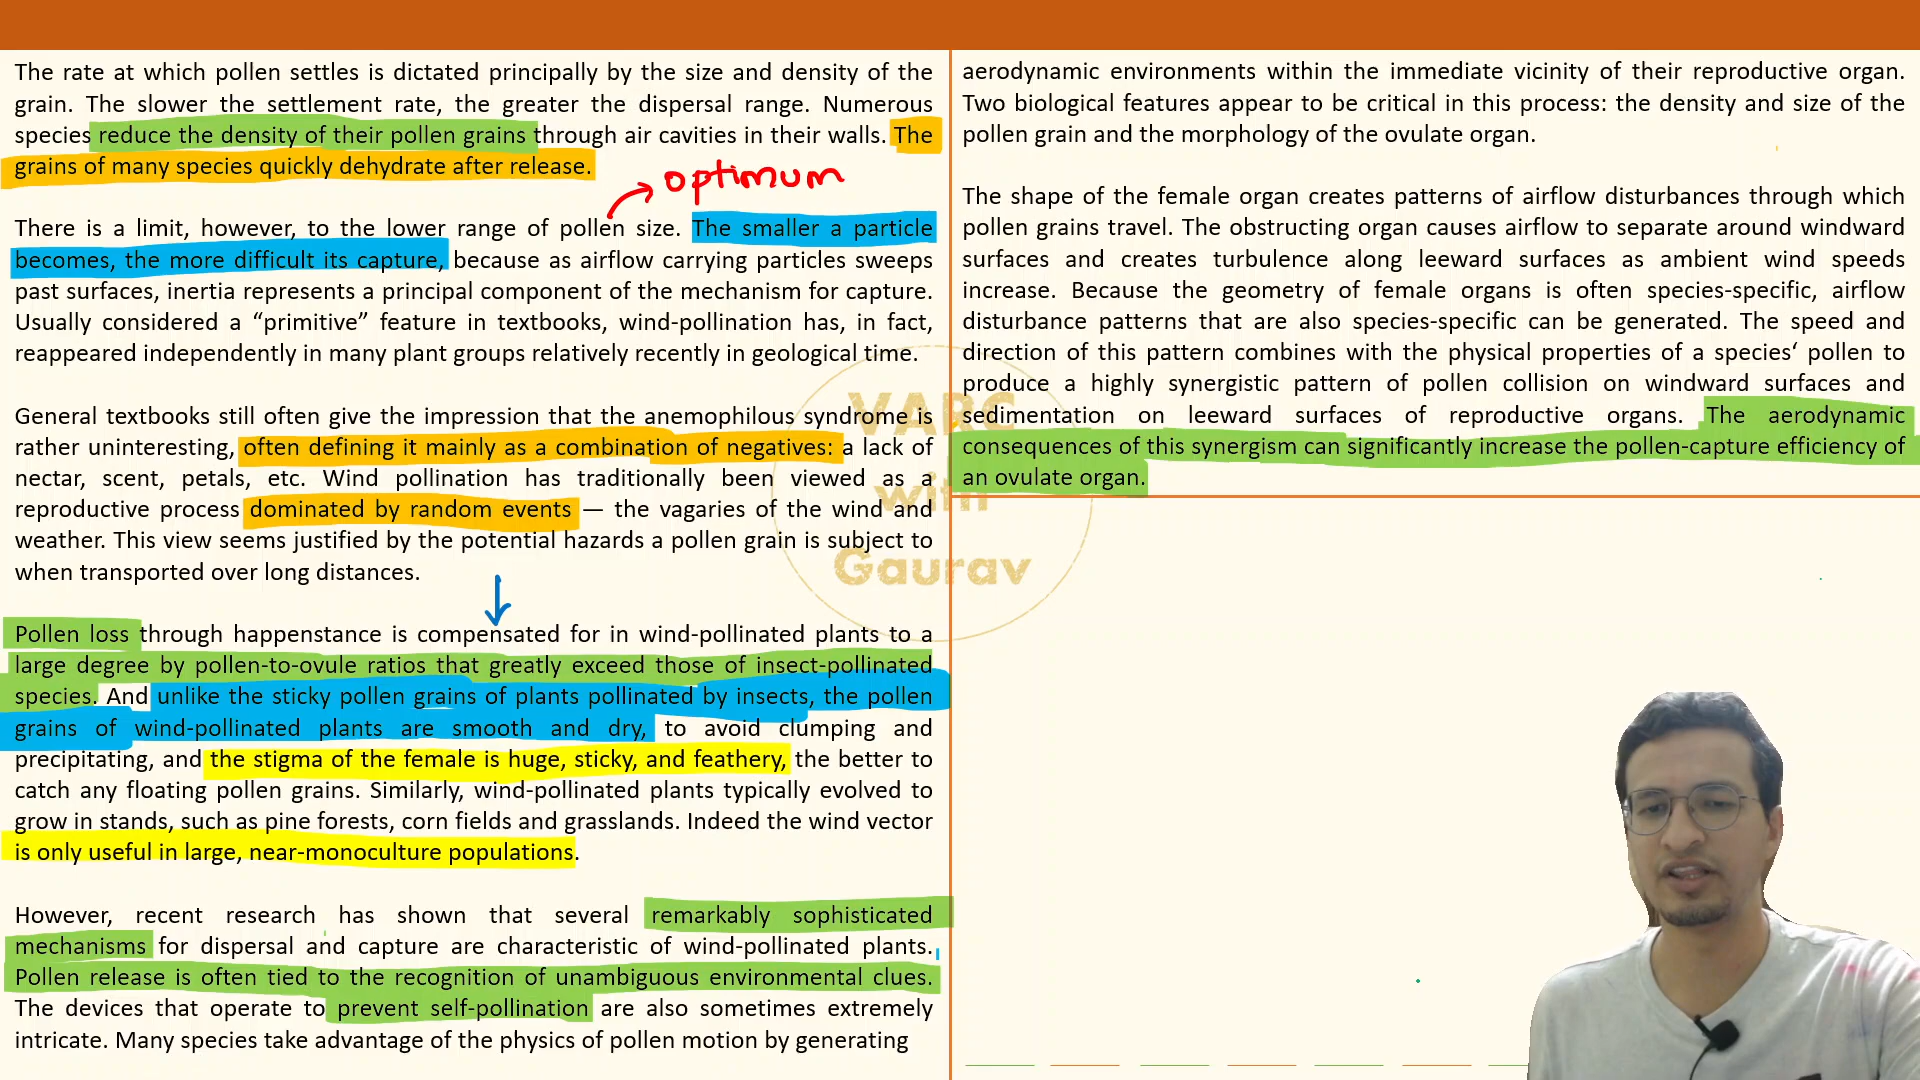 The rate at which pollen settles is dictated principally by the size and density of the
grain. The slower the settlement rate, the greater the dispersal range. Numerous
species reduce the density of their pollen grains through air cavities in their walls. The
grains of many species quickly dehydrate after release.
optimum
There is a limit, however, to the lower range of pollen size. The smaller a particle
becomes, the more difficult its capture, because as airflow carrying particles sweeps
past surfaces, inertia represents a principal component of the mechanism for capture.
Usually considered a “primitive” feature in textbooks, wind-pollination has, in fact,
reappeared independently in many plant groups relatively recently in geological time.
General textbooks still often give the impression that the anemophilous syndrome is
rather uninteresting, often defining it mainly as a combination of negatives: a lack of
nectar, scent, petals, etc. Wind pollination has traditionally been viewed as a
reproductive process dominated by random events — the vagaries of the wind and
weather. This view seems justified by the potential hazards a pollen grain is subject to
when transported over long distances.
Pollen loss through happenstance is compensated for in wind-pollinated plants to a
large degree by pollen-to-ovule ratios that greatly exceed those of insect-pollinated
species. And unlike the sticky pollen grains of plants pollinated by insects, the pollen
grains of wind-pollinated plants are smooth and dry, to avoid clumping and
precipitating, and the stigma of the female is huge, sticky, and feathery, the better to
catch any floating pollen grains. Similarly, wind-pollinated plants typically evolved to
grow in stands, such as pine forests, corn fields and grasslands. Indeed the wind vector
is only useful in large, near-monoculture populations.
However, recent research has shown that several remarkably sophisticated
mechanisms for dispersal and capture are characteristic of wind-pollinated plants.
Pollen release is often tied to the recognition of unambiguous environmental clues.
The devices that operate to prevent self-pollination are also sometimes extremely
intricate. Many species take advantage of the physics of pollen motion by generating
aerodynamic environments within the immediate vicinity of their reproductive organ.
Two biological features appear to be critical in this process: the density and size of the
pollen grain and the morphology of the ovulate organ.
The shape of the female organ creates patterns of airflow disturbances through which
pollen grains travel. The obstructing organ causes airflow to separate around windward
surfaces and creates turbulence along leeward surfaces as ambient wind speeds
increase. Because the geometry of female organs is often species-specific, airflow
disturbance patterns that are also species-specific can be generated. The speed and
direction of this pattern combines with the physical properties of a species‘ pollen to
produce a highly synergistic pattern of pollen collision on windward surfaces and
sedimentation on leeward surfaces of reproductive organs. The aerodynamic
consequences of this synergism can significantly increase the pollen-capture efficiency of
an ovulate organ.
VARC
with
Gaurav